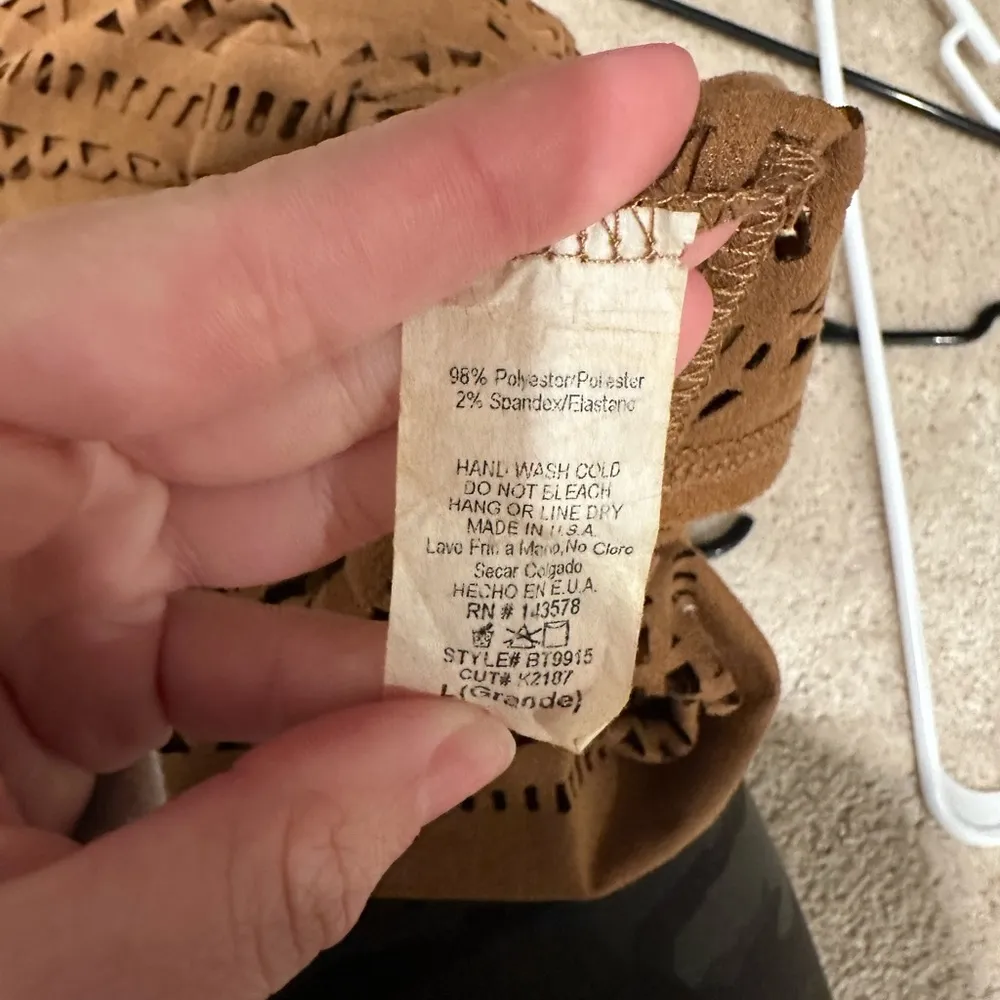 98% Polyester/Poliester
2% Spandex/Elastano
HAND WASH COLD
DO NOT BLEACH
HANG OR LINE DRY
MADE IN U.S.A.
Lave Fria a Mano,No Cloro
Secar Colgado
HECHO EN E.U.A.
RN # 143578
STYLE# BT9915
CUT# K2187
L(Grande)